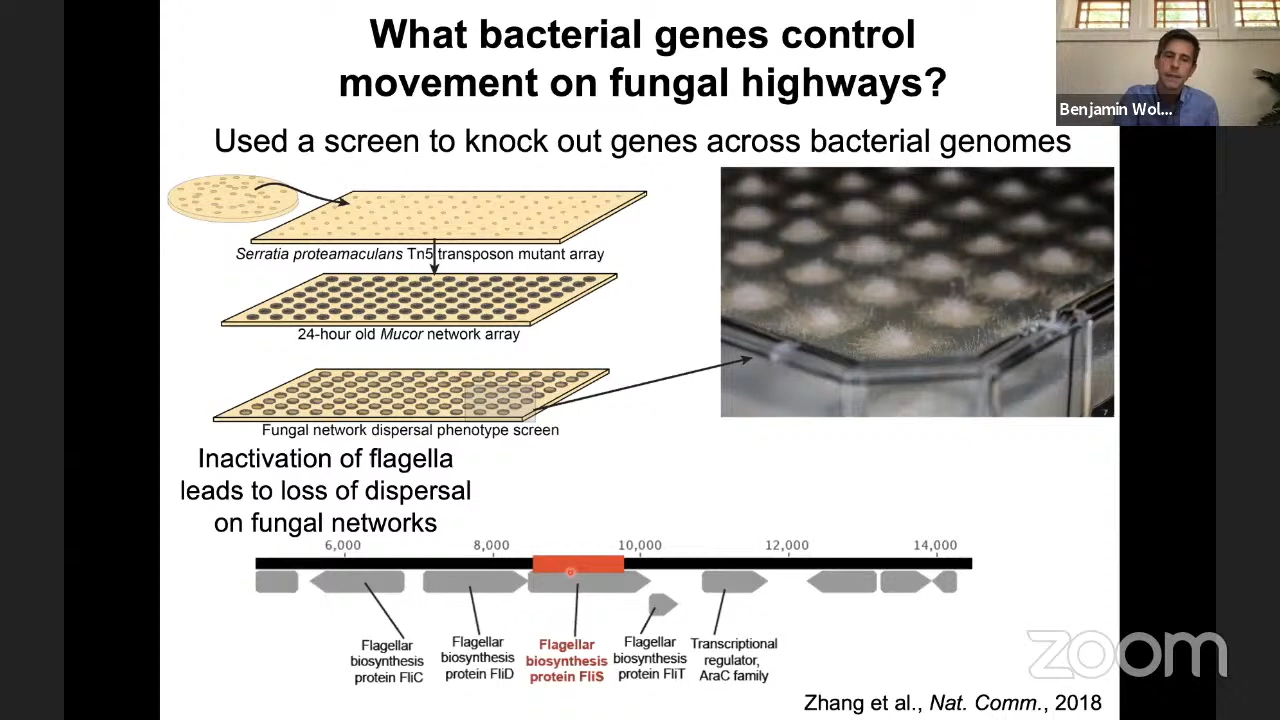 What bacterial genes control
movement on fungal highways?
Benjamin Wol...
Used a screen to knock out genes across bacterial genomes
Serratia proteamaculans Tn5 transposon mutant array
24-hour old Mucor network array
Fungal network dispersal phenotype screen
Inactivation of flagella
leads to loss of dispersal
on fungal networks
6,000 8,000 10,000 12,000 14,000
Flagellar
biosynthesis
protein FliC
Flagellar
biosynthesis
protein FliD
Flagellar
biosynthesis
protein FliS
Flagellar
biosynthesis
protein FliT
Transcriptional
regulator,
AraC family
zoom
Zhang et al., Nat. Comm., 2018